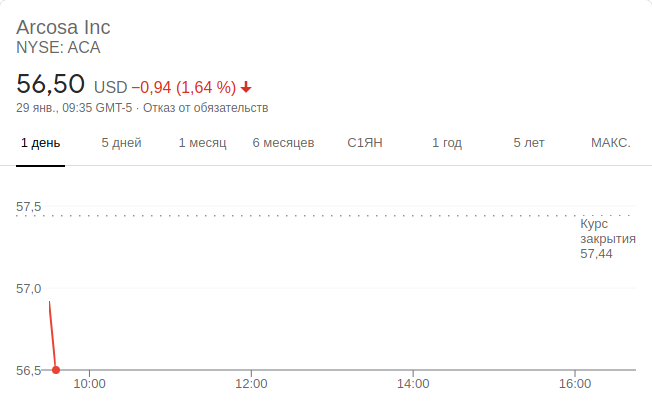 Arcosa Inc
NYSE: ACA
56,50 USD −0,94 (1,64 %)
29 янв., 09:35 GMT-5 · Отказ от обязательств
1 день 5 дней 1 месяц 6 месяцев С1ЯН 1 год 5 лет МАКС.
57,5
Курс
закрытия
57,44
57,0
56,5
10:00 12:00 14:00 16:00